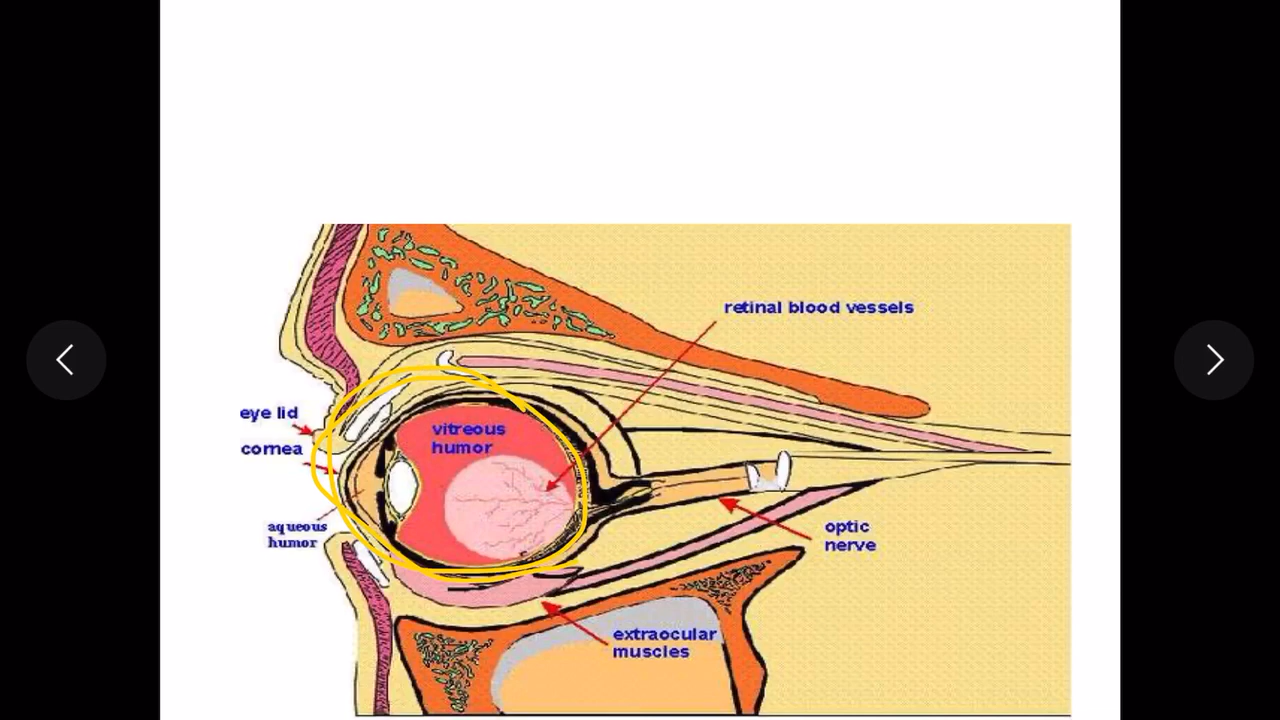 retinal blood vessels
eye lid
cornea
vitreous
humor
aqueous
humor
optic
nerve
extraocular
muscles